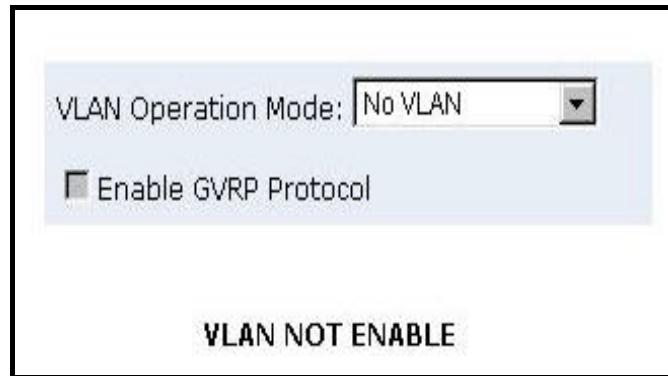 VLAN Operation Mode: No VLAN
Enable GVRP Protocol
VLAN NOT ENABLE